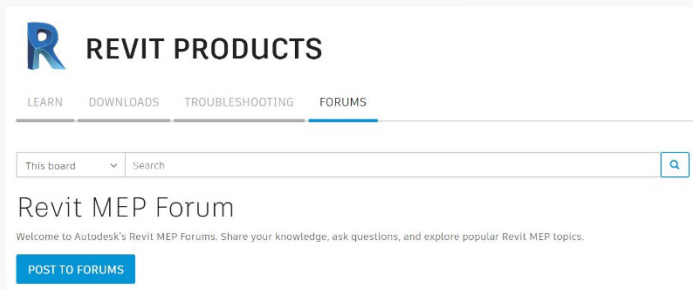 R REVIT PRODUCTS
LEARN DOWNLOADS TROUBLESHOOTING FORUMS
This board Search
Revit MEP Forum
Welcome to Autodesk's Revit MEP Forums. Share your knowledge, ask questions, and explore popular Revit MEP topics.
POST TO FORUMS